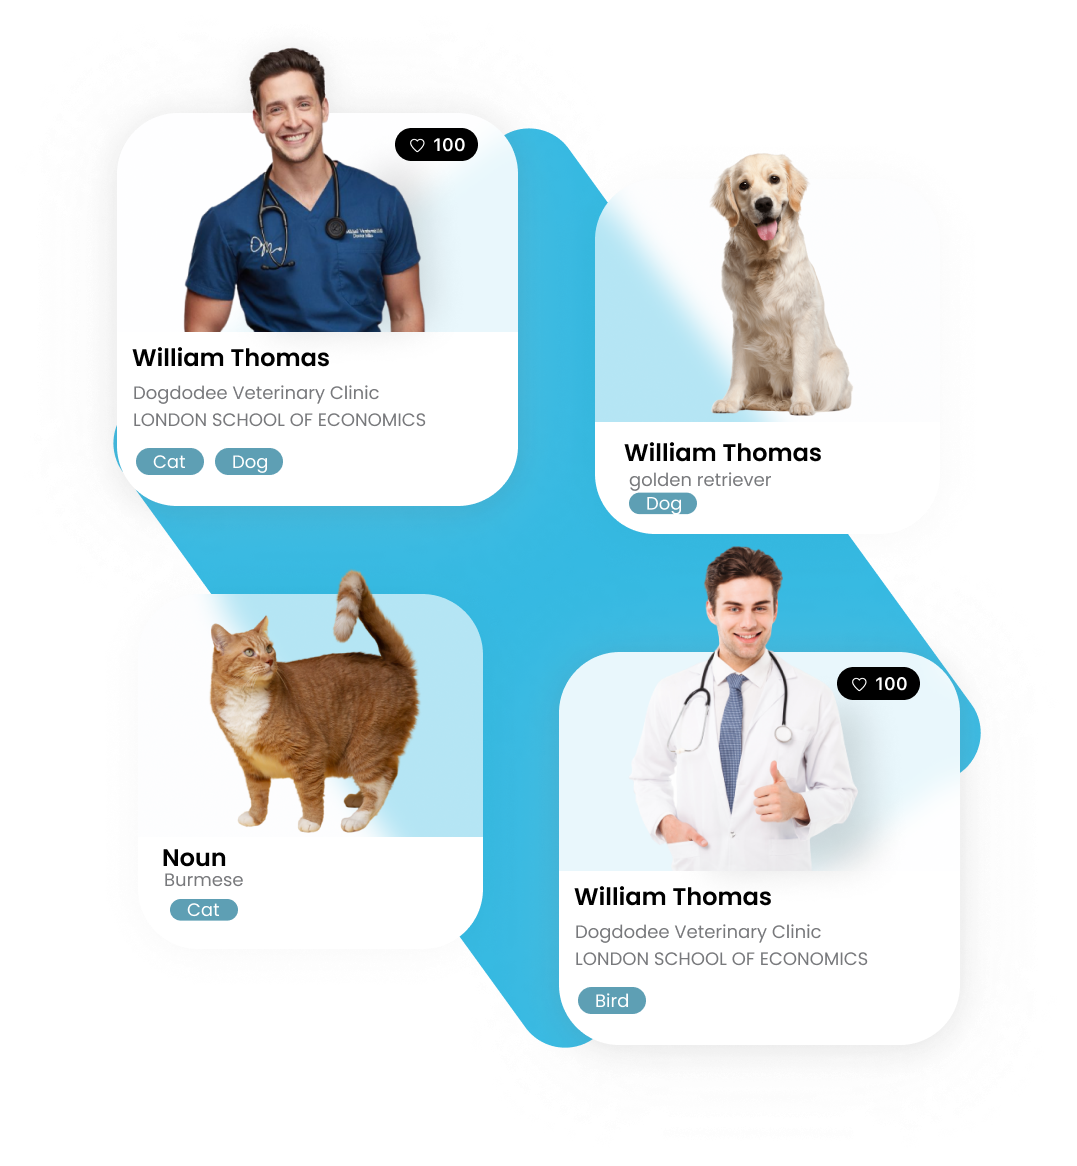 100
William Thomas
Dogdodee Veterinary Clinic
LONDON SCHOOL OF ECONOMICS
Cat Dog
William Thomas
golden retriever
Dog
Noun
Burmese
Cat
100
William Thomas
Dogdodee Veterinary Clinic
LONDON SCHOOL OF ECONOMICS
Bird